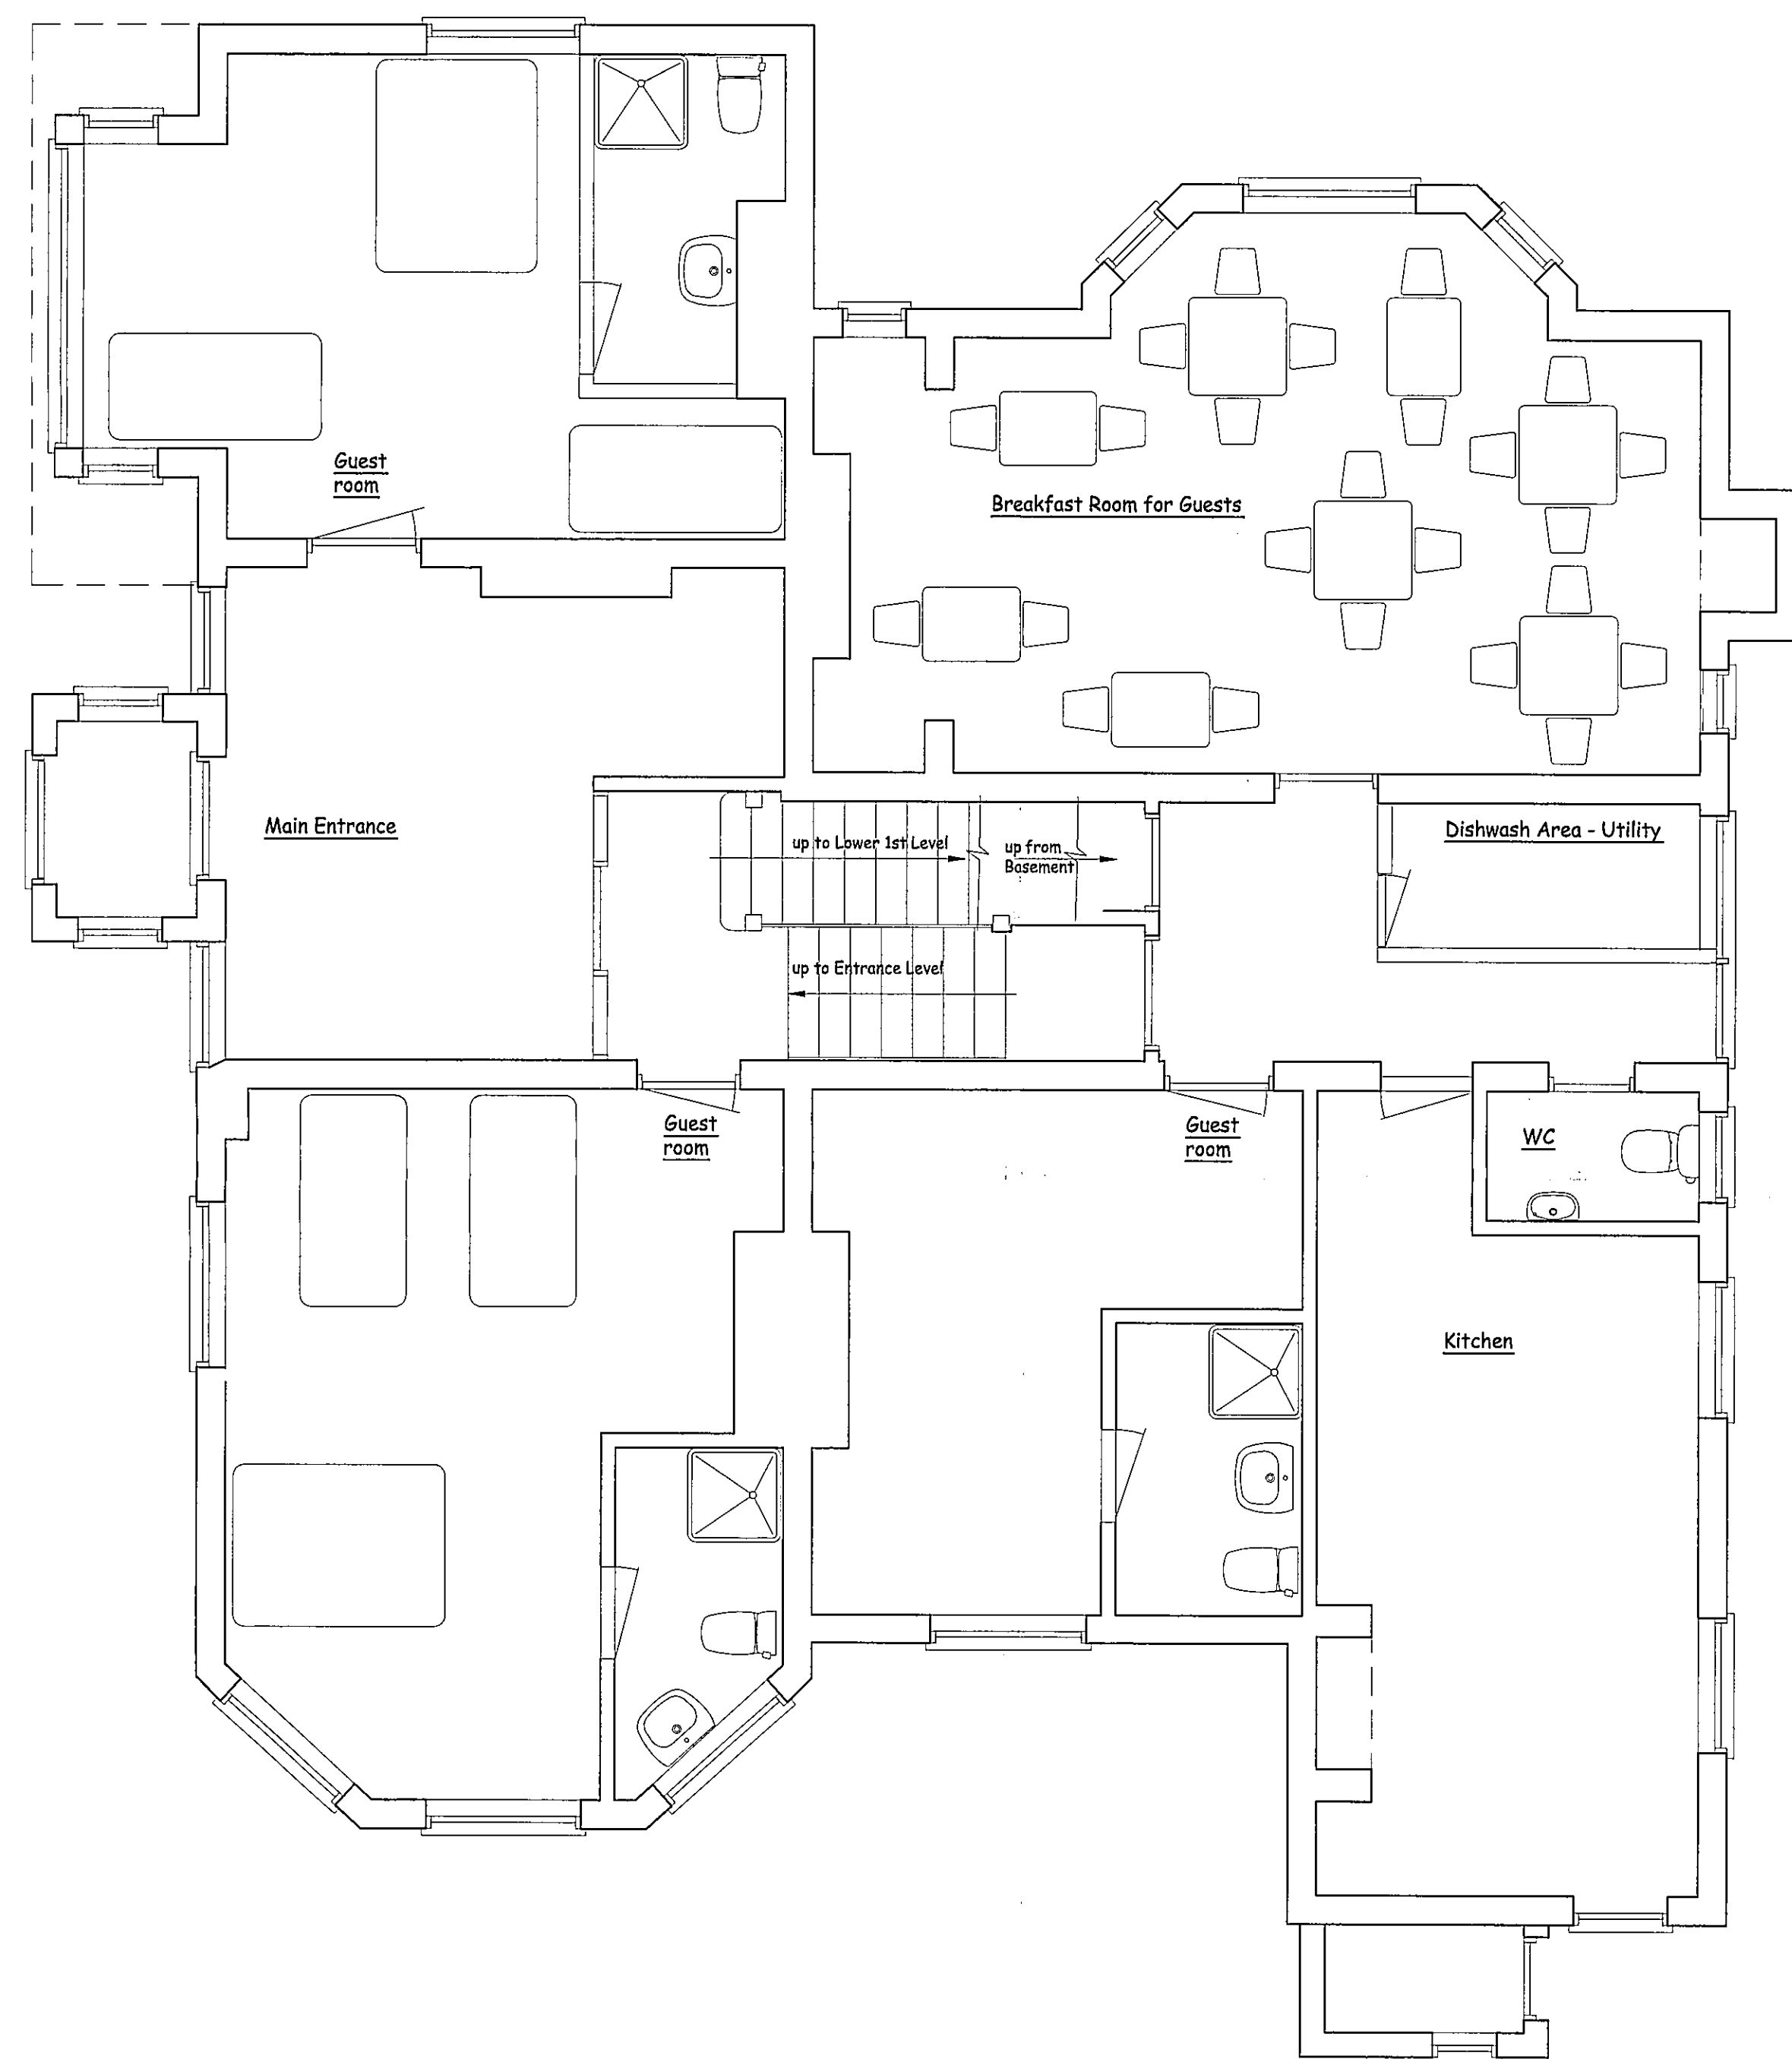 Guest
room
Breakfast Room for Guests
Main Entrance
up to Lower 1st Level
up from
Basement
Dishwash Area - Utility
up to Entrance Level
Guest
room
Guest
room
WC
Kitchen